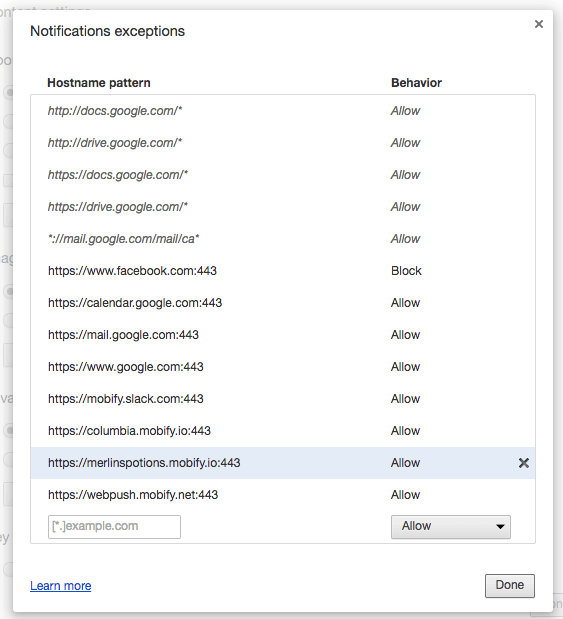 Notifications exceptions
Hostname pattern Behavior
http://docs.google.com/* Allow
http://drive.google.com/* Allow
https://docs.google.com/* Allow
https://drive.google.com/* Allow
*://mail.google.com/mail/ca* Allow
https://www.facebook.com:443 Block
https://calendar.google.com:443 Allow
https://mail.google.com:443 Allow
https://www.google.com:443 Allow
https://mobify.slack.com:443 Allow
https://columbia.mobify.io:443 Allow
https://merlinspotions.mobify.io:443 Allow
https://webpush.mobify.net:443 Allow
[*.]example.com Allow
Learn more Done